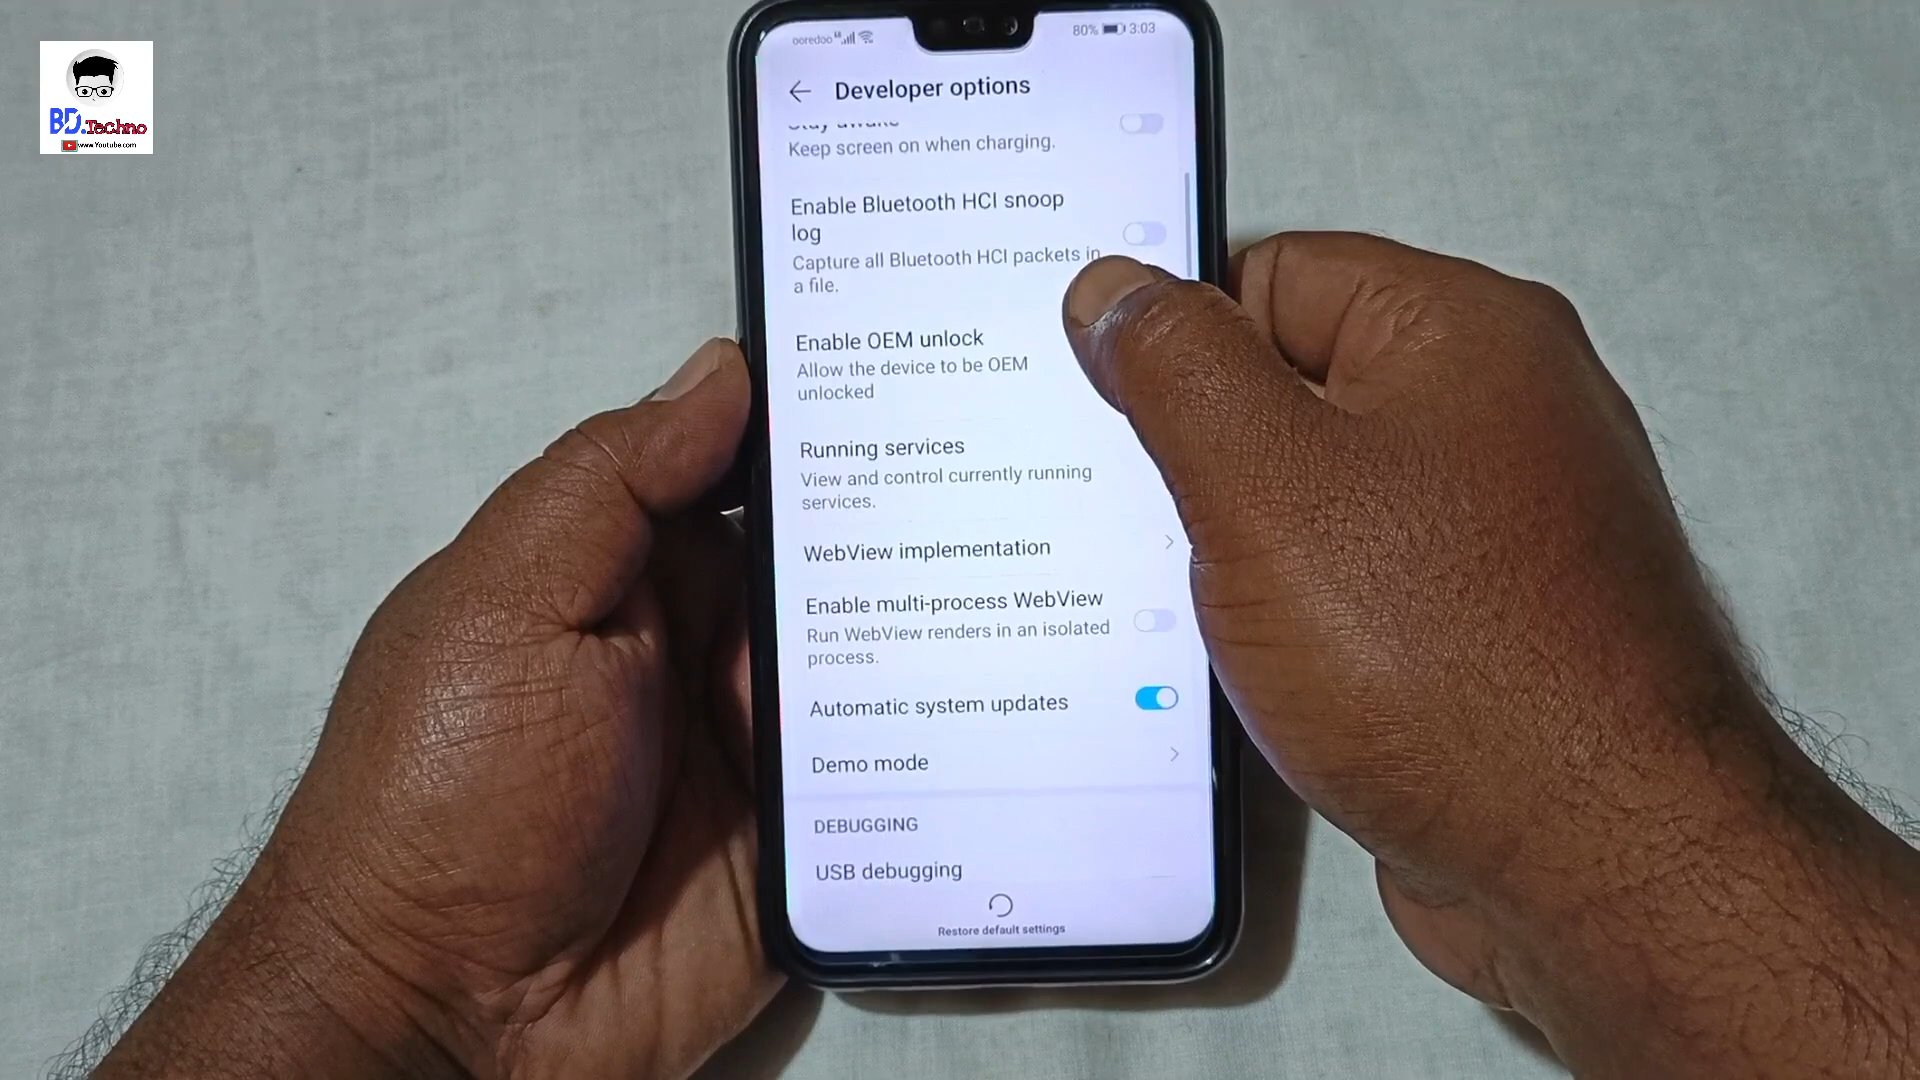 BD.Techno
www.Youtube.com
ooredoo
80% 3:03
Developer options
Stay awake
Keep screen on when charging.
Enable Bluetooth HCI snoop
log
Capture all Bluetooth HCI packets in
a file.
Enable OEM unlock
Allow the device to be OEM
unlocked
Running services
View and control currently running
services.
WebView implementation
Enable multi-process WebView
Run WebView renders in an isolated
process.
Automatic system updates
Demo mode
DEBUGGING
USB debugging
Restore default settings